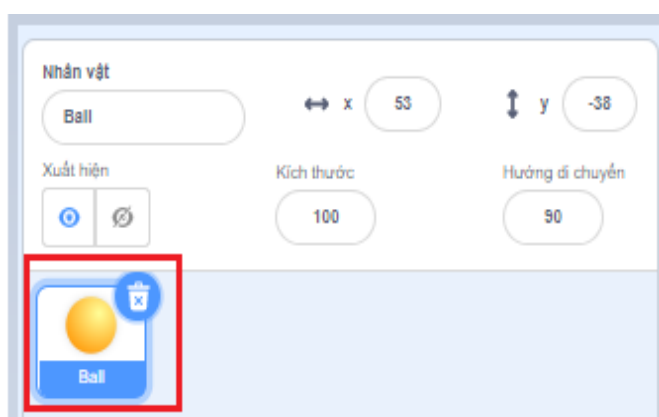 Nhân vật
Ball
x 53
y -38
Xuất hiện
Kích thước
Hướng di chuyển
100
90
Ball